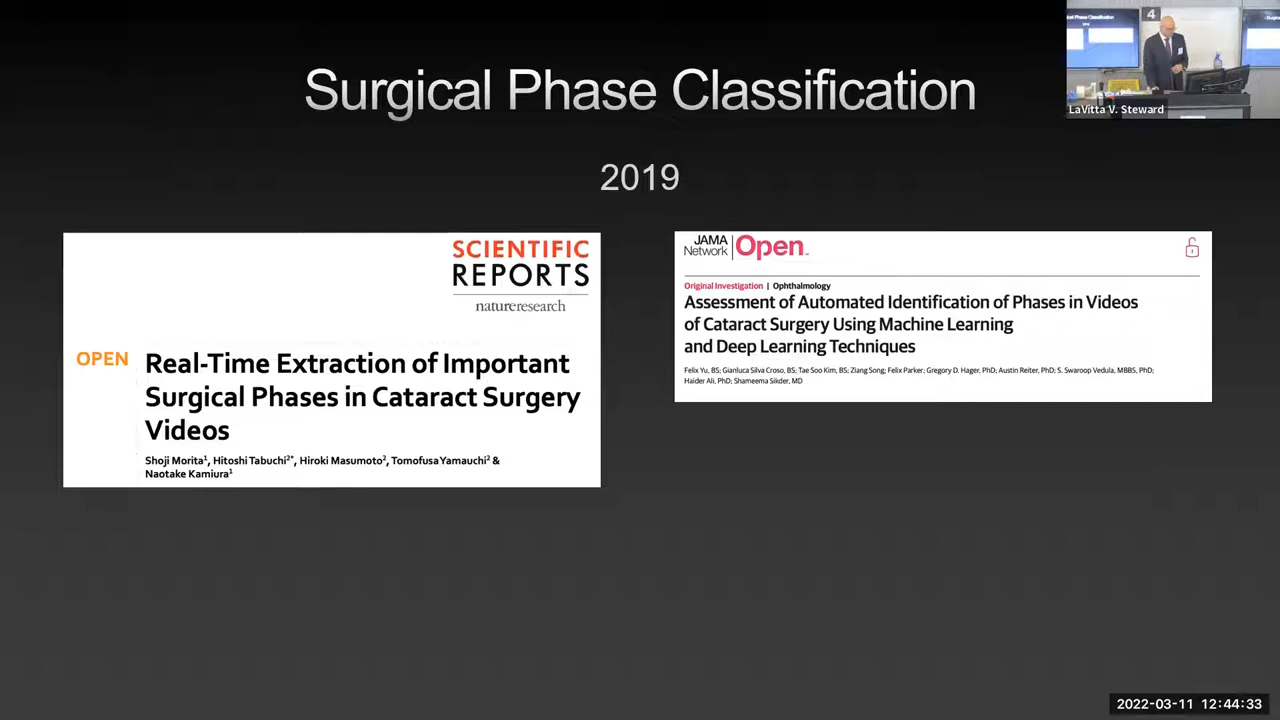 Surgical Phase Classification
2019
SCIENTIFIC
REPORTS
natureresearch
OPEN
Real-Time Extraction of Important
Surgical Phases in Cataract Surgery
Videos
Shoji Morita1, Hitoshi Tabuchi2*, Hiroki Masumoto2, Tomofusa Yamauchi2 &
Naotake Kamiura1
JAMA
Network
Open™
Original Investigation | Ophthalmology
Assessment of Automated Identification of Phases in Videos
of Cataract Surgery Using Machine Learning
and Deep Learning Techniques
Felix Yu, BS; Gianluca Silva Croso, BS; Tae Soo Kim, BS; Ziang Song; Felix Parker; Gregory D. Hager, PhD; Austin Reiter, PhD; S. Swaroop Vedula, MBBS, PhD;
Haider Ali, PhD; Shameema Sikder, MD
4
Phase Classification
LaVitta V. Steward
2022-03-11 12:44:33